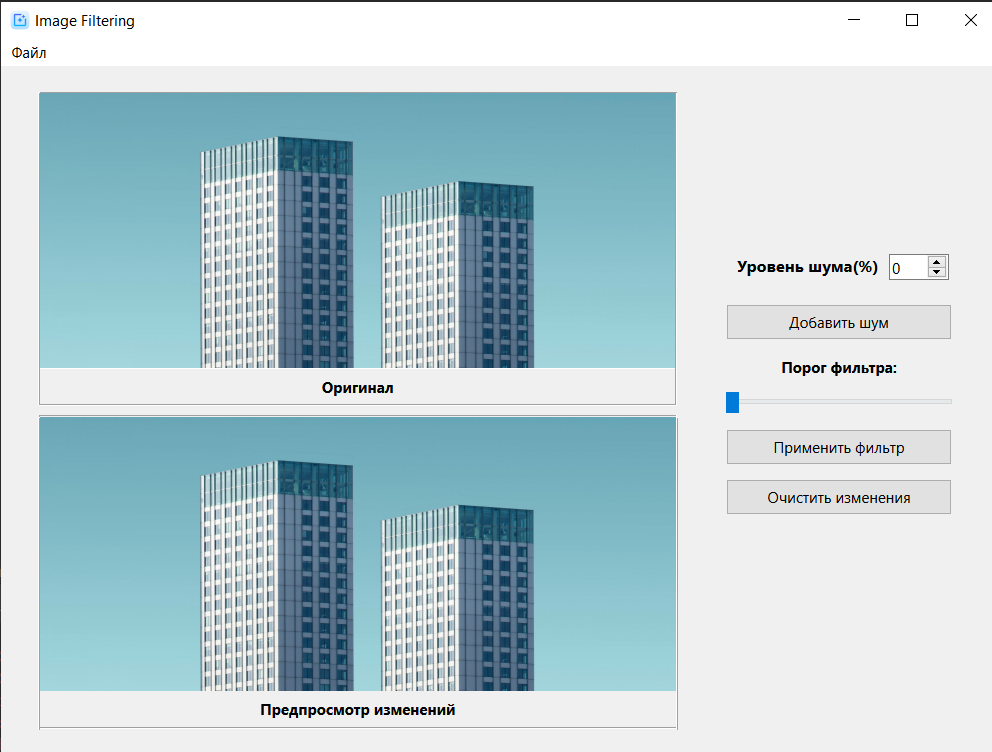 Image Filtering
Файл
Оригинал
Предпросмотр изменений
Уровень шума(%) 0
Добавить шум
Порог фильтра:
Применить фильтр
Очистить изменения